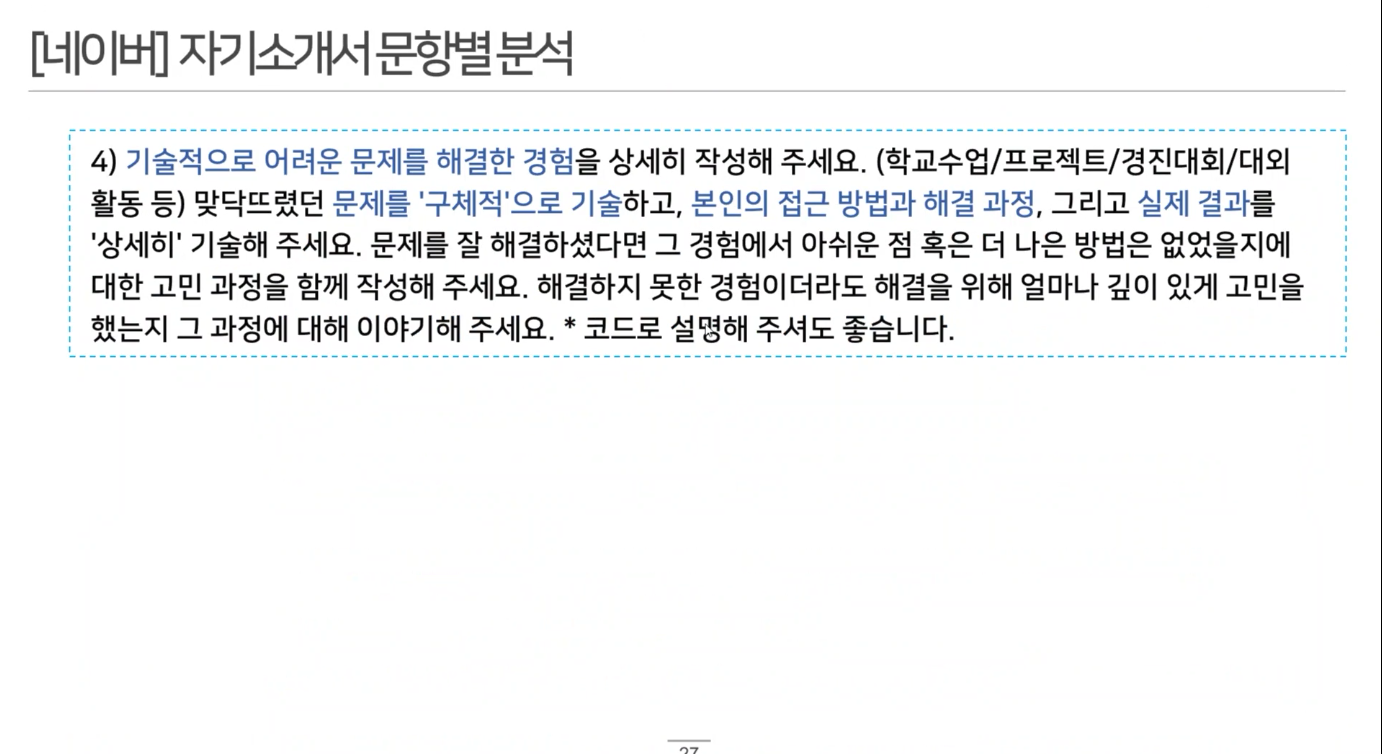 [네이버] 자기소개서 문항별 분석
4) 기술적으로 어려운 문제를 해결한 경험을 상세히 작성해 주세요. (학교수업/프로젝트/경진대회/대외
활동 등) 맞닥뜨렸던 문제를 '구체적'으로 기술하고, 본인의 접근 방법과 해결 과정, 그리고 실제 결과를
'상세히' 기술해 주세요. 문제를 잘 해결하셨다면 그 경험에서 아쉬운 점 혹은 더 나은 방법은 없었을지에
대한 고민 과정을 함께 작성해 주세요. 해결하지 못한 경험이더라도 해결을 위해 얼마나 깊이 있게 고민을
했는지 그 과정에 대해 이야기해 주세요. * 코드로 설명해 주셔도 좋습니다.
27